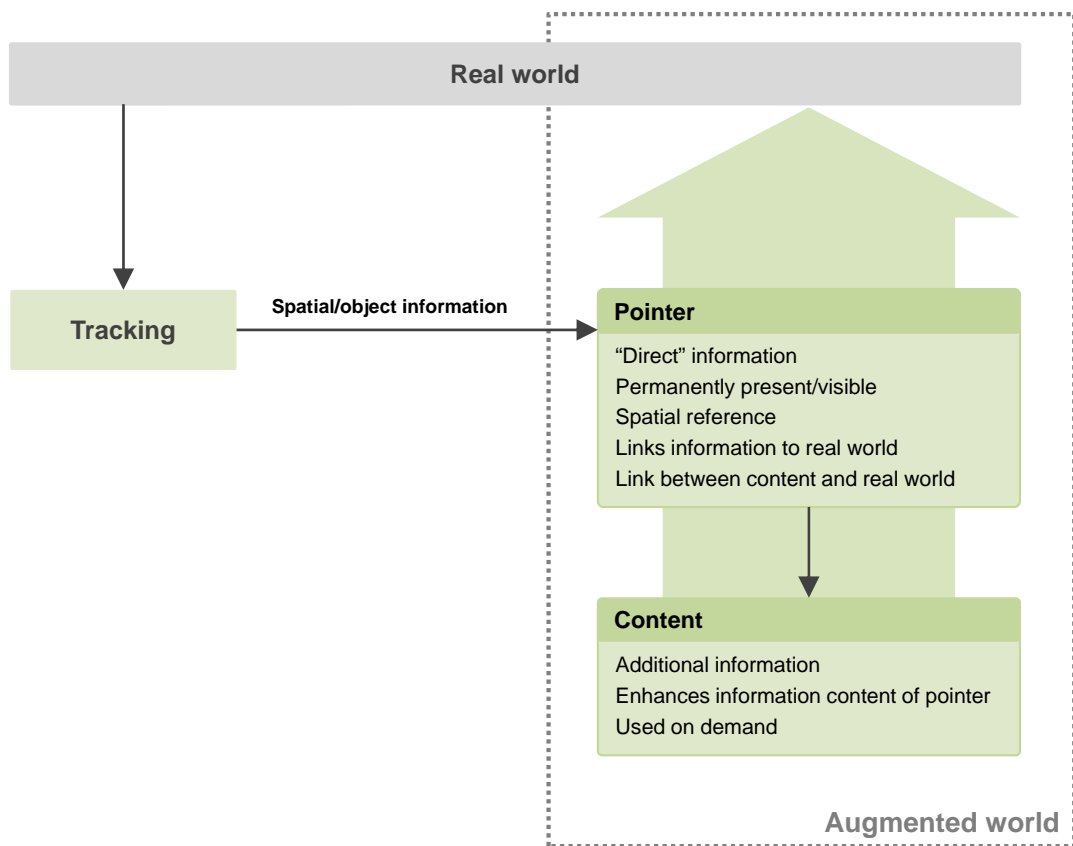 Real world
Tracking
Spatial/object information
Pointer
“Direct” information
Permanently present/visible
Spatial reference
Links information to real world
Link between content and real world
Content
Additional information
Enhances information content of pointer
Used on demand
Augmented world